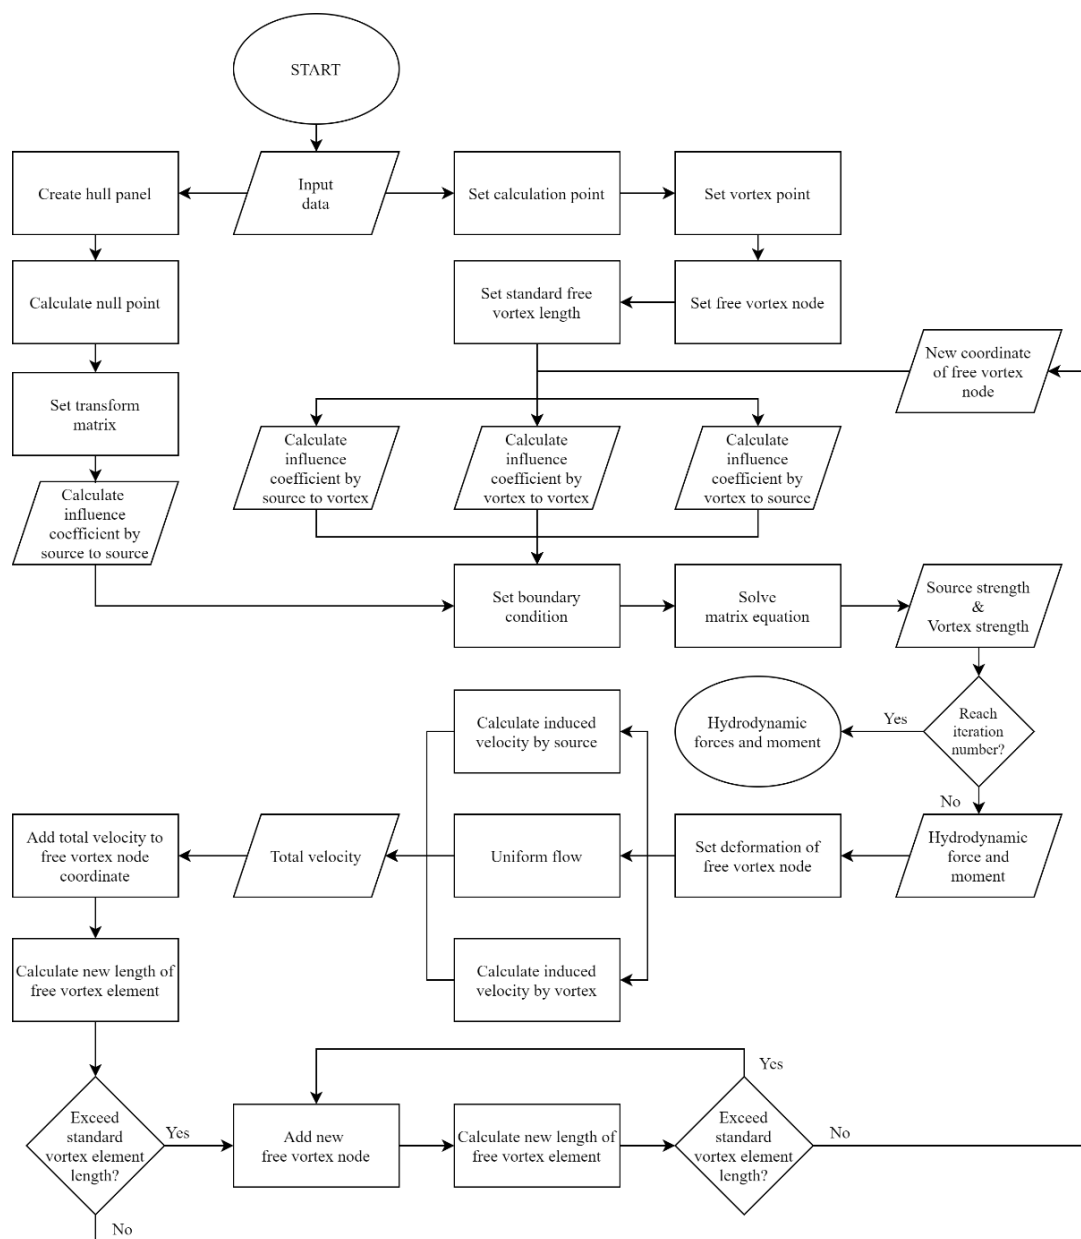 START
Create hull panel
Input
data
Set calculation point
Set vortex point
Calculate null point
Set standard free
vortex length
Set free vortex node
New coordinate
of free vortex
node
Set transform
matrix
Calculate
influence
coefficient by
source to vortex
Calculate
influence
coefficient by
vortex to vortex
Calculate
influence
coefficient by
vortex to source
Calculate
influence
coefficient by
source to source
Set boundary
condition
Solve
matrix equation
Source strength
&
Vortex strength
Calculate induced
velocity by source
Hydrodynamic
forces and moment
Yes
Reach
iteration
number?
No
Add total velocity to
free vortex node
coordinate
Total velocity
Uniform flow
Set deformation of
free vortex node
Hydrodynamic
force and
moment
Calculate new length of
free vortex element
Calculate induced
velocity by vortex
Yes
Exceed
standard
vortex element
length?
Yes
Add new
free vortex node
Calculate new length of
free vortex element
Exceed
standard
vortex element
length?
No
No